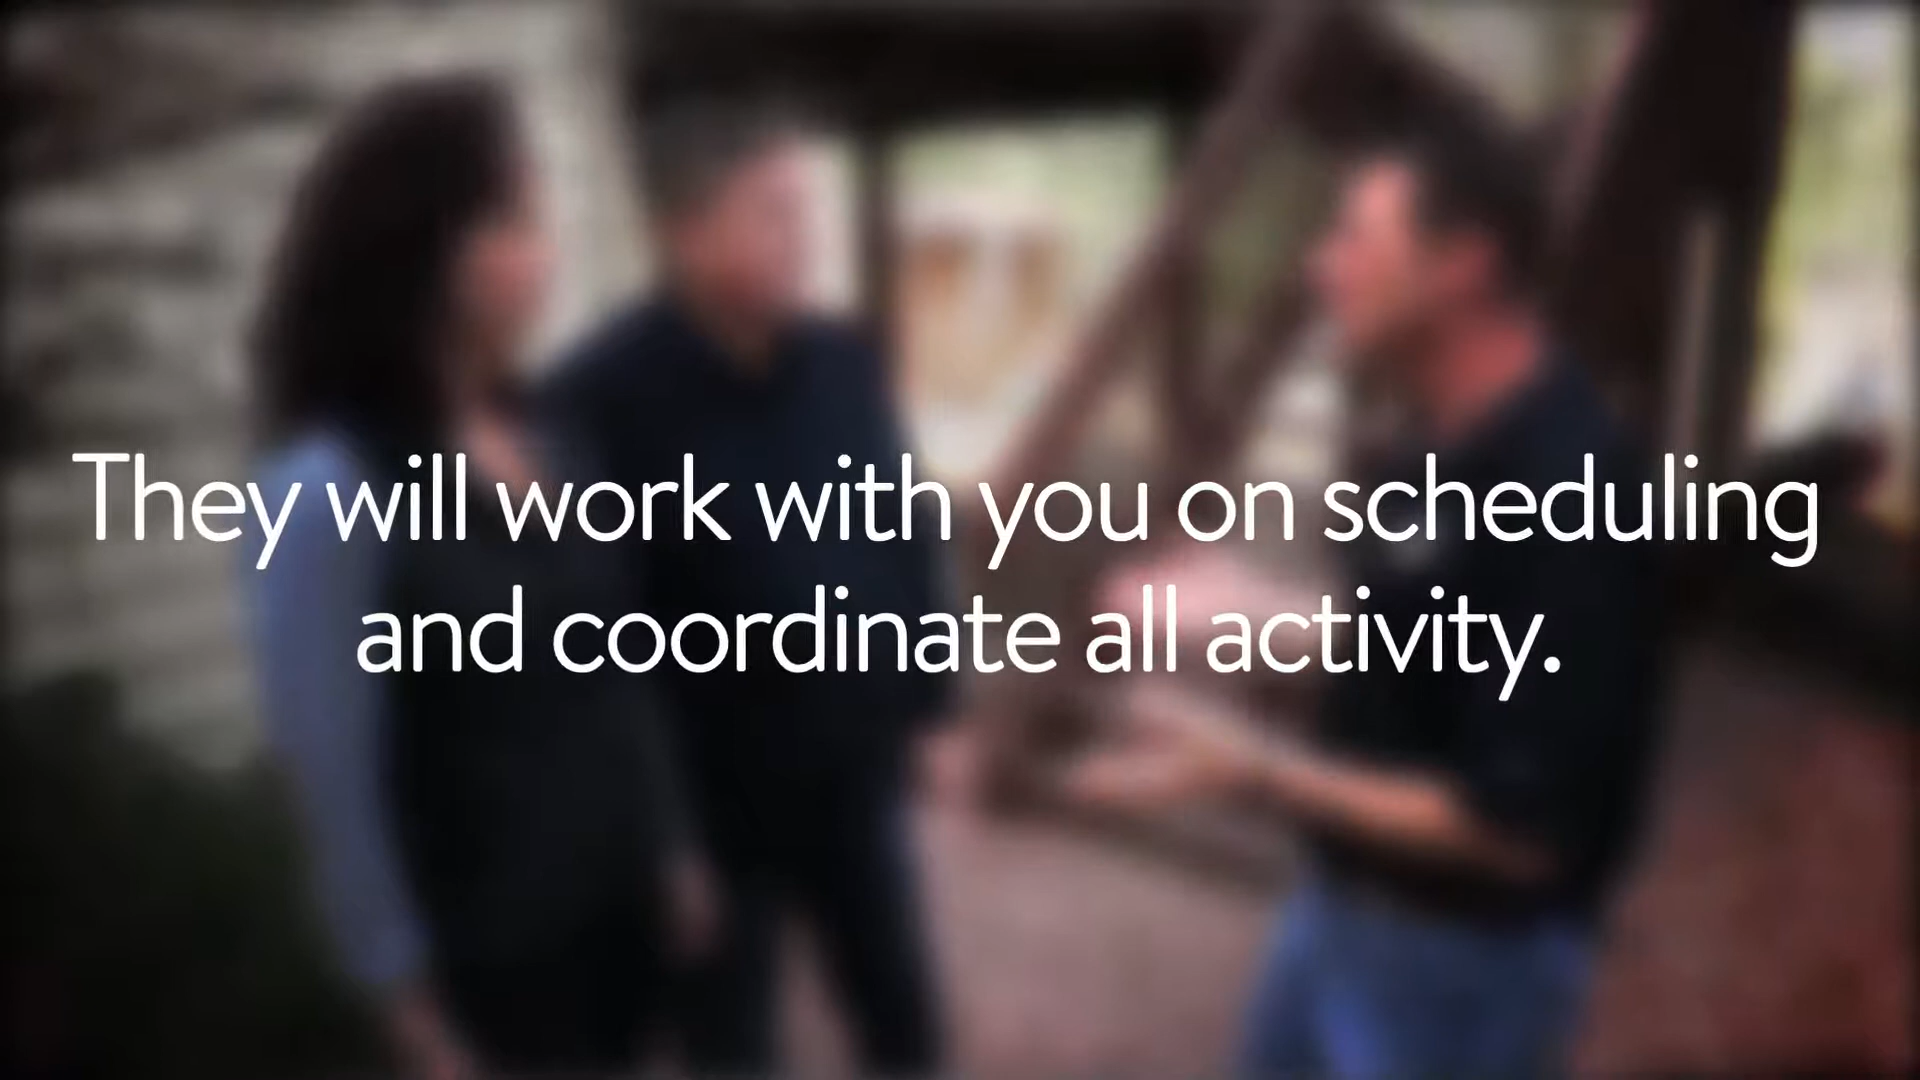 They will work with you on scheduling
and coordinate all activity.